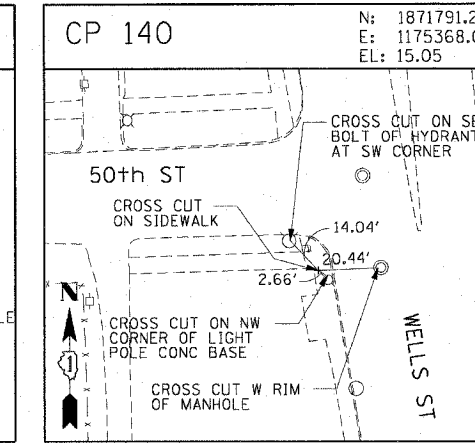 CP 140
N: 1871791.2
E: 1175368.0
EL: 15.05
CROSS CUT ON SE
BOLT OF HYDRANT
AT SW CORNER
50th ST
CROSS CUT
ON SIDEWALK
14.04'
20.44'
2.66'
N
CROSS CUT ON NW
CORNER OF LIGHT
POLE CONC BASE
CROSS CUT W RIM
OF MANHOLE
WELLS ST
LE